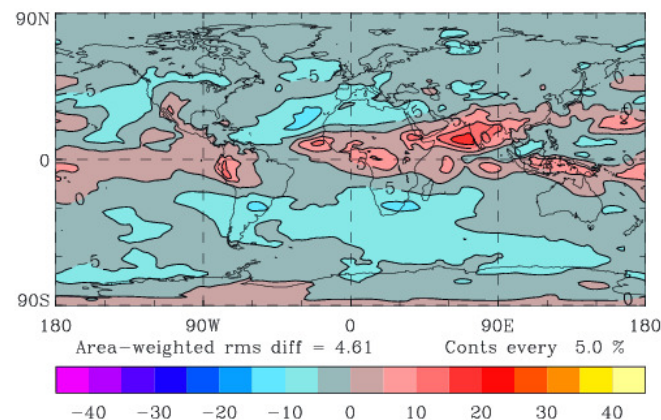 90N
0
90S
180 90W 0 90E 180
Area-weighted rms diff = 4.61 Conts every 5.0 %
-40 -30 -20 -10 0 10 20 30 40